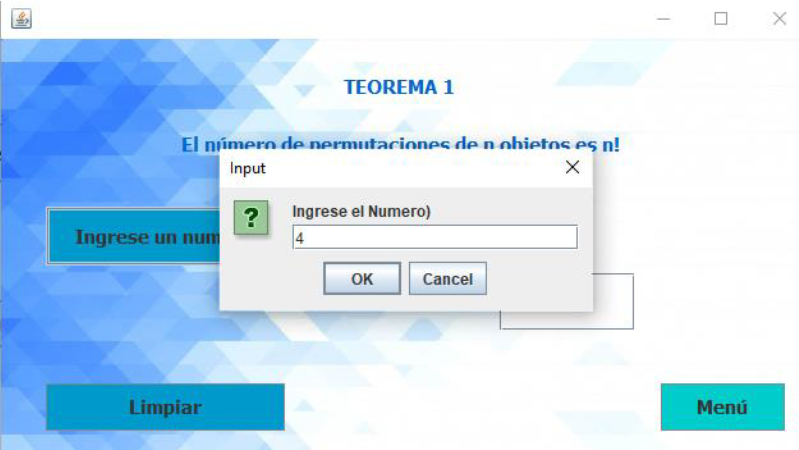 TEOREMA 1
El número de permutaciones de n objetos es n!
Input
?
Ingrese el Numero)
4
Ingrese un num
OK Cancel
Limpiar Menú